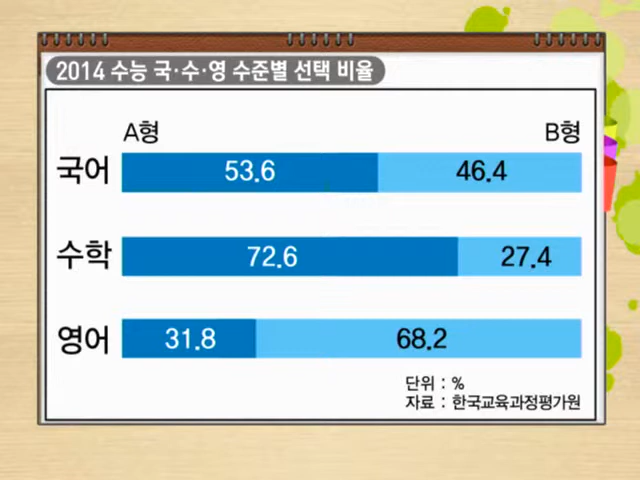 2014 수능 국·수·영 수준별 선택 비율
A형 B형
국어 53.6 46.4
수학 72.6 27.4
영어 31.8 68.2
단위 : %
자료 : 한국교육과정평가원